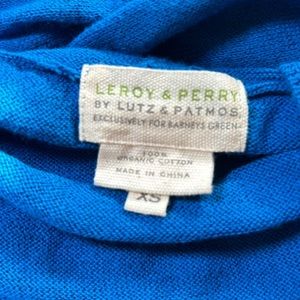 LEROY & PERRY
BY LUTZ & PATMOS
EXCLUSIVELY FOR BARNEYS GREEN
100%
ORGANIC COTTON
MADE IN CHINA
XS